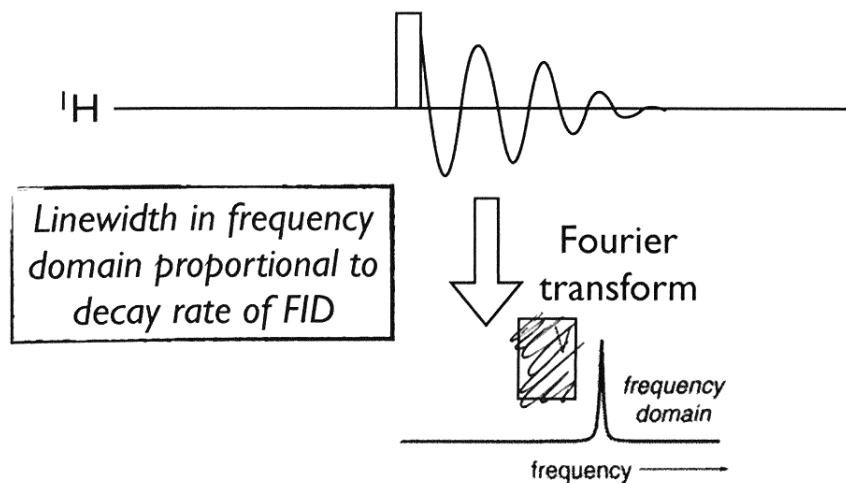 ¹H
Linewidth in frequency
domain proportional to
decay rate of FID
Fourier
transform
frequency
domain
frequency